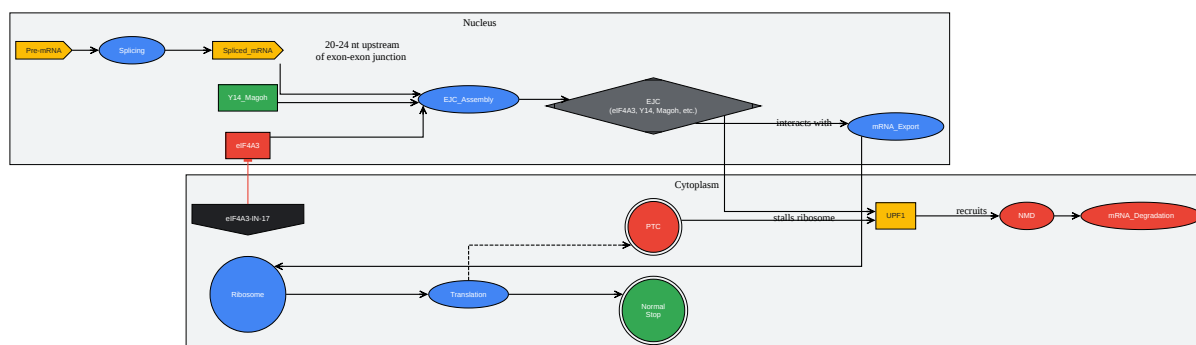 Nucleus
Pre-mRNA
Splicing
Spliced_mRNA
20-24 nt upstream
of exon-exon junction
Y14_Magoh
EJC_Assembly
EJC
(eIF4A3, Y14, Magoh, etc.)
interacts with
mRNA_Export
eIF4A3
Cytoplasm
eIF4A3-IN-17
PTC
stalls ribosome
UPF1
recruits
NMD
mRNA_Degradation
Ribosome
Translation
Normal
Stop